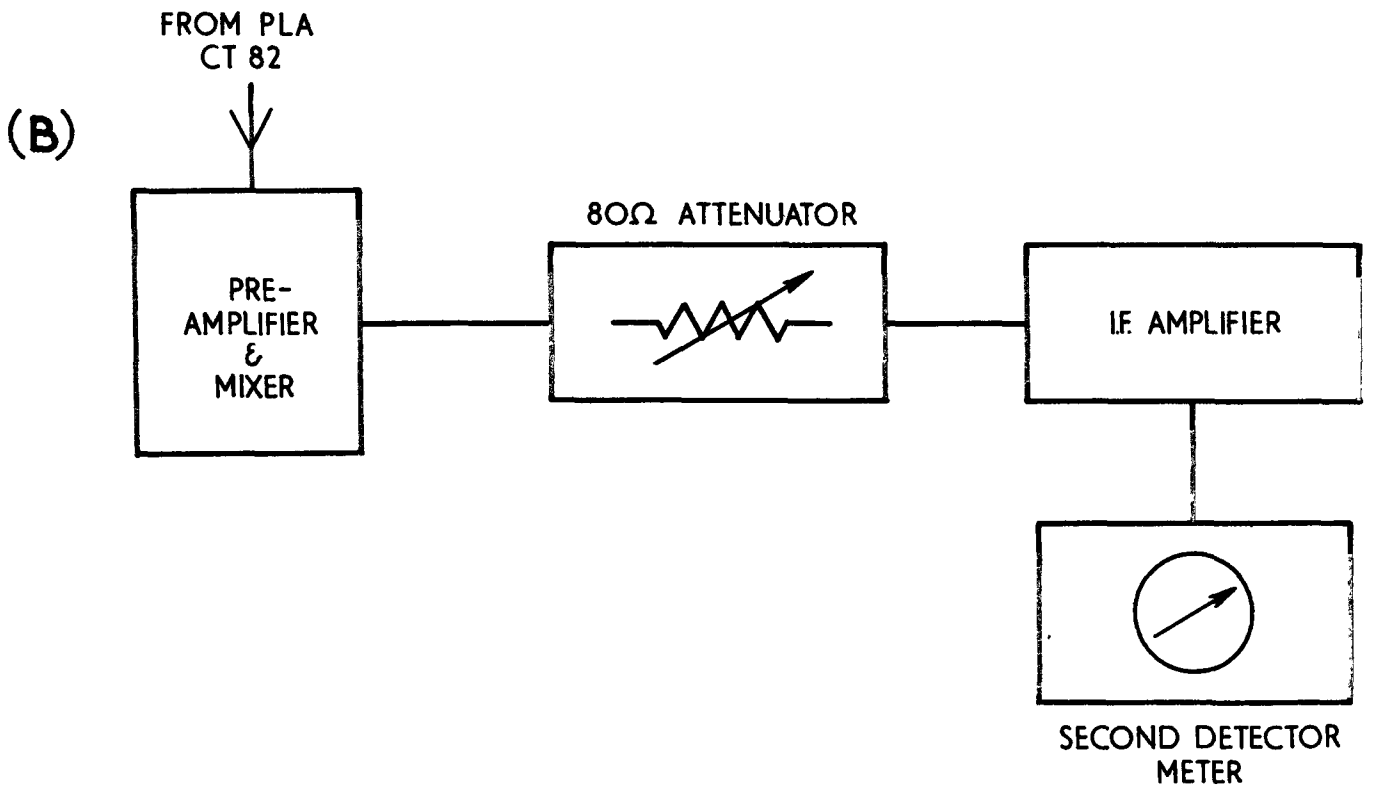 FROM PLA
CT 82
(B)
80Ω ATTENUATOR
PRE-
AMPLIFIER
&
MIXER
I.F. AMPLIFIER
SECOND DETECTOR
METER